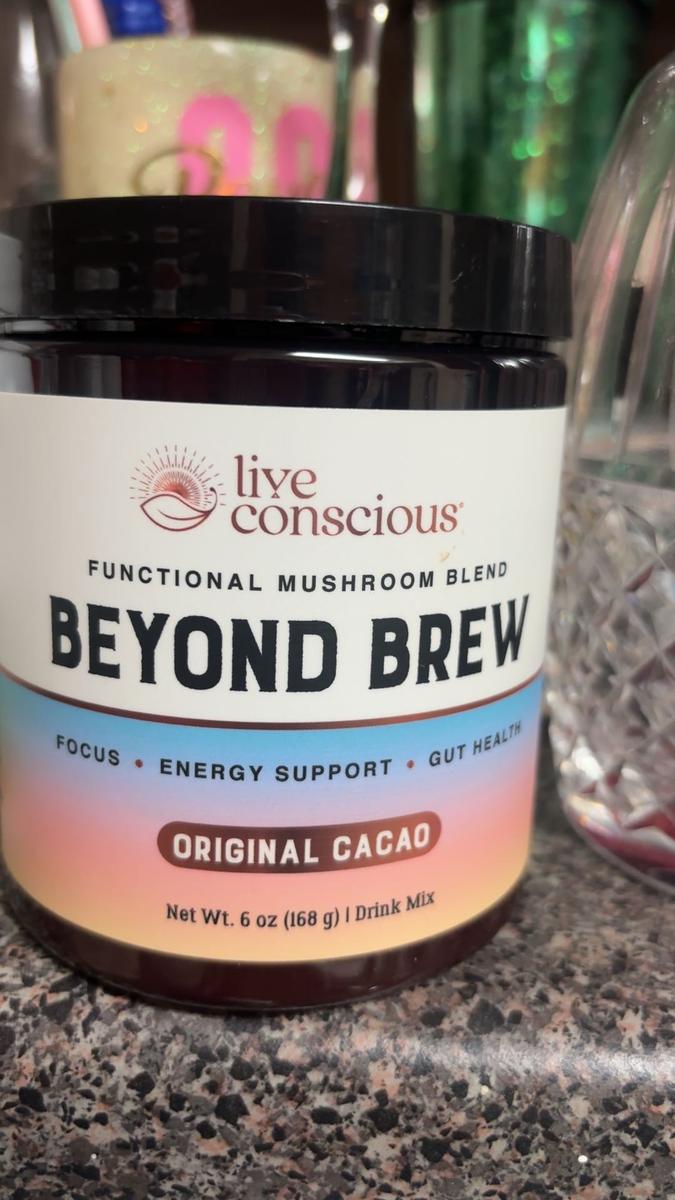 live
conscious®
FUNCTIONAL MUSHROOM BLEND
BEYOND BREW
FOCUS • ENERGY SUPPORT • GUT HEALTH
ORIGINAL CACAO
Net Wt. 6 oz (168 g) | Drink Mix